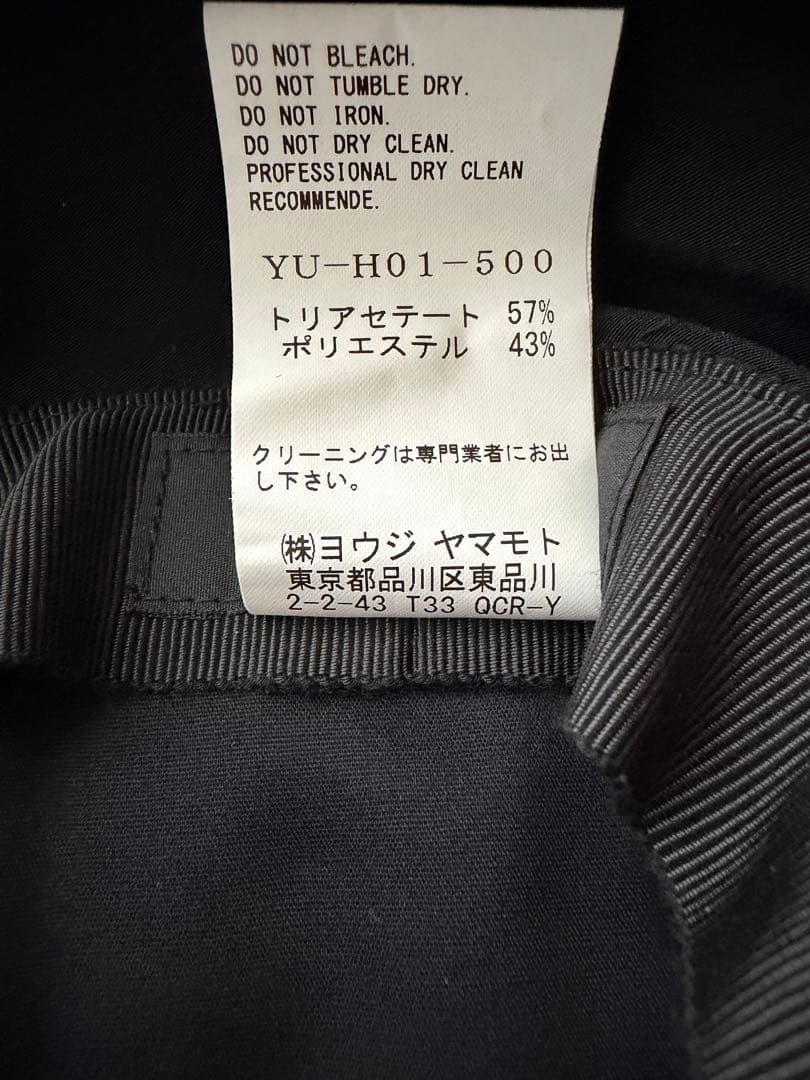 DO NOT BLEACH.
DO NOT TUMBLE DRY.
DO NOT IRON.
DO NOT DRY CLEAN.
PROFESSIONAL DRY CLEAN
RECOMMENDE.
YU-H01-500
トリアセテート 57%
ポリエステル 43%
クリーニングは専門業者にお出
し下さい。
㈱ヨウジ ヤマモト
東京都品川区東品川
2-2-43 T33 QCR-Y